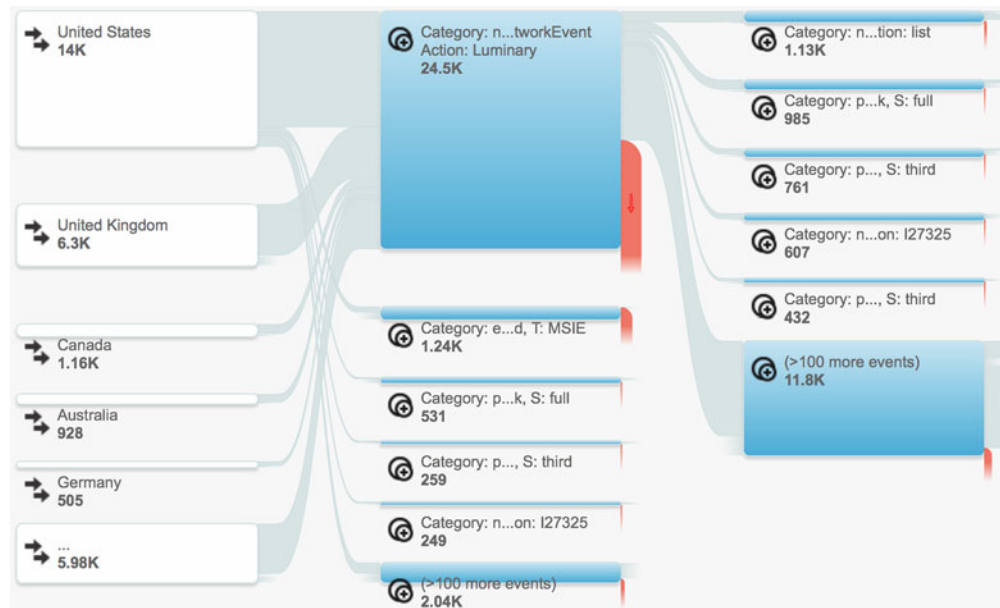 United States
14K
United Kingdom
6.3K
Canada
1.16K
Australia
928
Germany
505
...
5.98K
Category: n...tworkEvent
Action: Luminary
24.5K
Category: e...d, T: MSIE
1.24K
Category: p...k, S: full
531
Category: p..., S: third
259
Category: n...on: I27325
249
(>100 more events)
2.04K
Category: n...tion: list
1.13K
Category: p...k, S: full
985
Category: p..., S: third
761
Category: n...on: I27325
607
Category: p..., S: third
432
(>100 more events)
11.8K